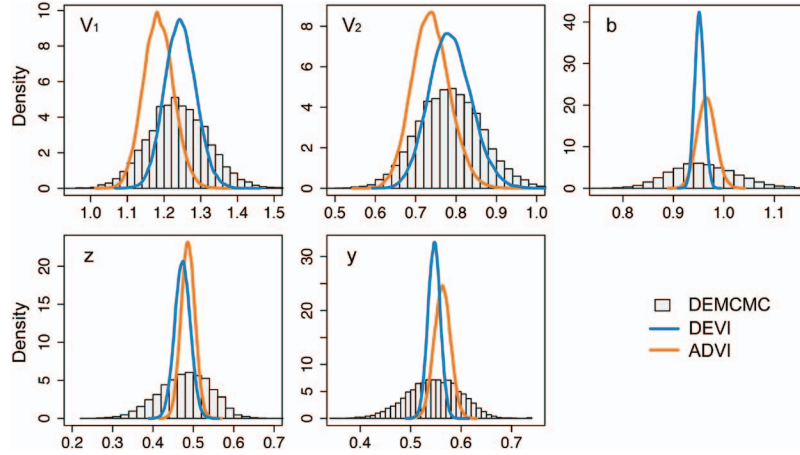 V1
V2
b
Density
0 2 4 6 8 10
0 2 4 6 8
0 10 20 30 40
1.0 1.1 1.2 1.3 1.4 1.5
0.5 0.6 0.7 0.8 0.9 1.0
0.8 0.9 1.0 1.1
z
y
Density
0 5 10 15 20
0 5 10 20 30
0.2 0.3 0.4 0.5 0.6 0.7
0.4 0.5 0.6 0.7
DEMCMC
DEVI
ADVI